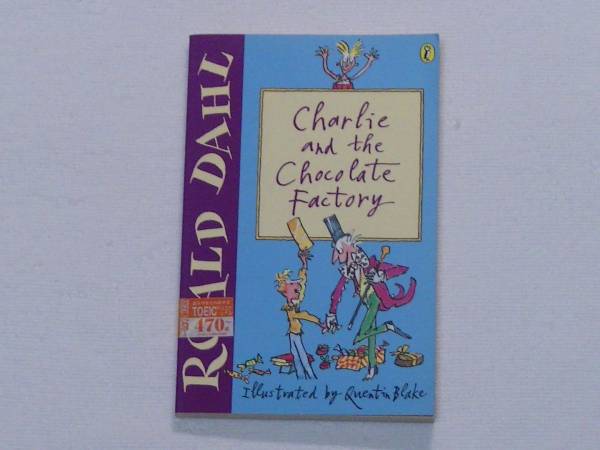 ROALD DAHL
Charlie
and the
Chocolate
Factory
TOEIC
470
Illustrated by Quentin Blake